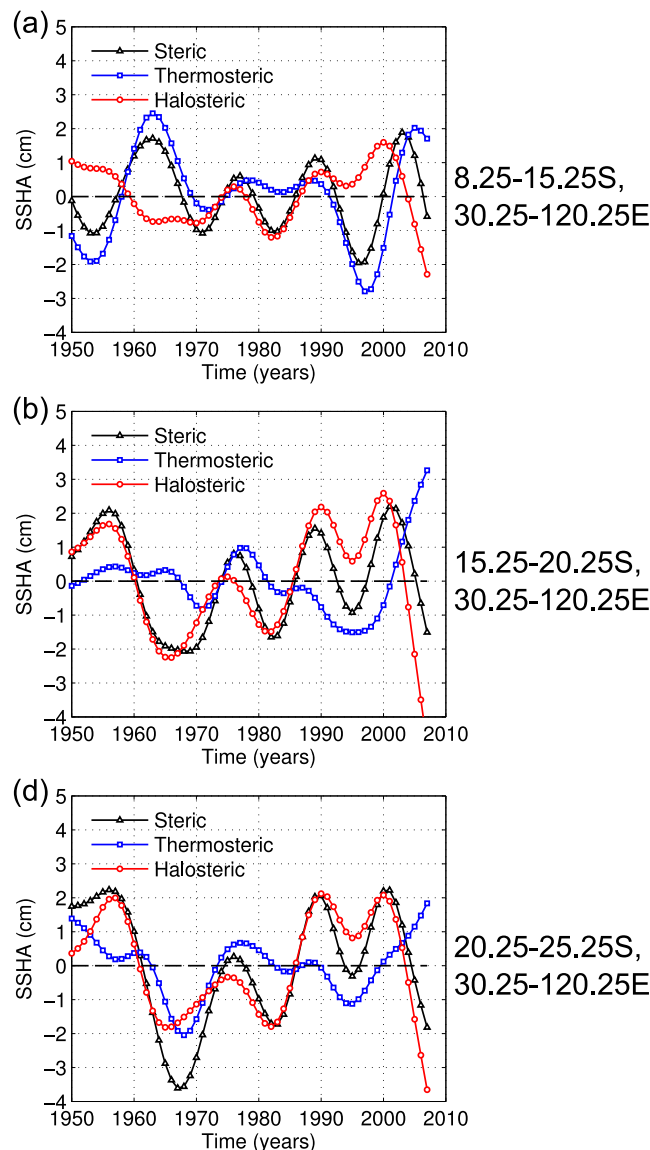 (a)
5
4
3
2
1
0
−1
−2
−3
−4
SSHA (cm)
Steric
Thermosteric
Halosteric
1950 1960 1970 1980 1990 2000 2010
Time (years)
8.25-15.25S,
30.25-120.25E
(b)
5
4
3
2
1
0
−1
−2
−3
−4
SSHA (cm)
Steric
Thermosteric
Halosteric
1950 1960 1970 1980 1990 2000 2010
Time (years)
15.25-20.25S,
30.25-120.25E
(d)
5
4
3
2
1
0
−1
−2
−3
−4
SSHA (cm)
Steric
Thermosteric
Halosteric
1950 1960 1970 1980 1990 2000 2010
Time (years)
20.25-25.25S,
30.25-120.25E